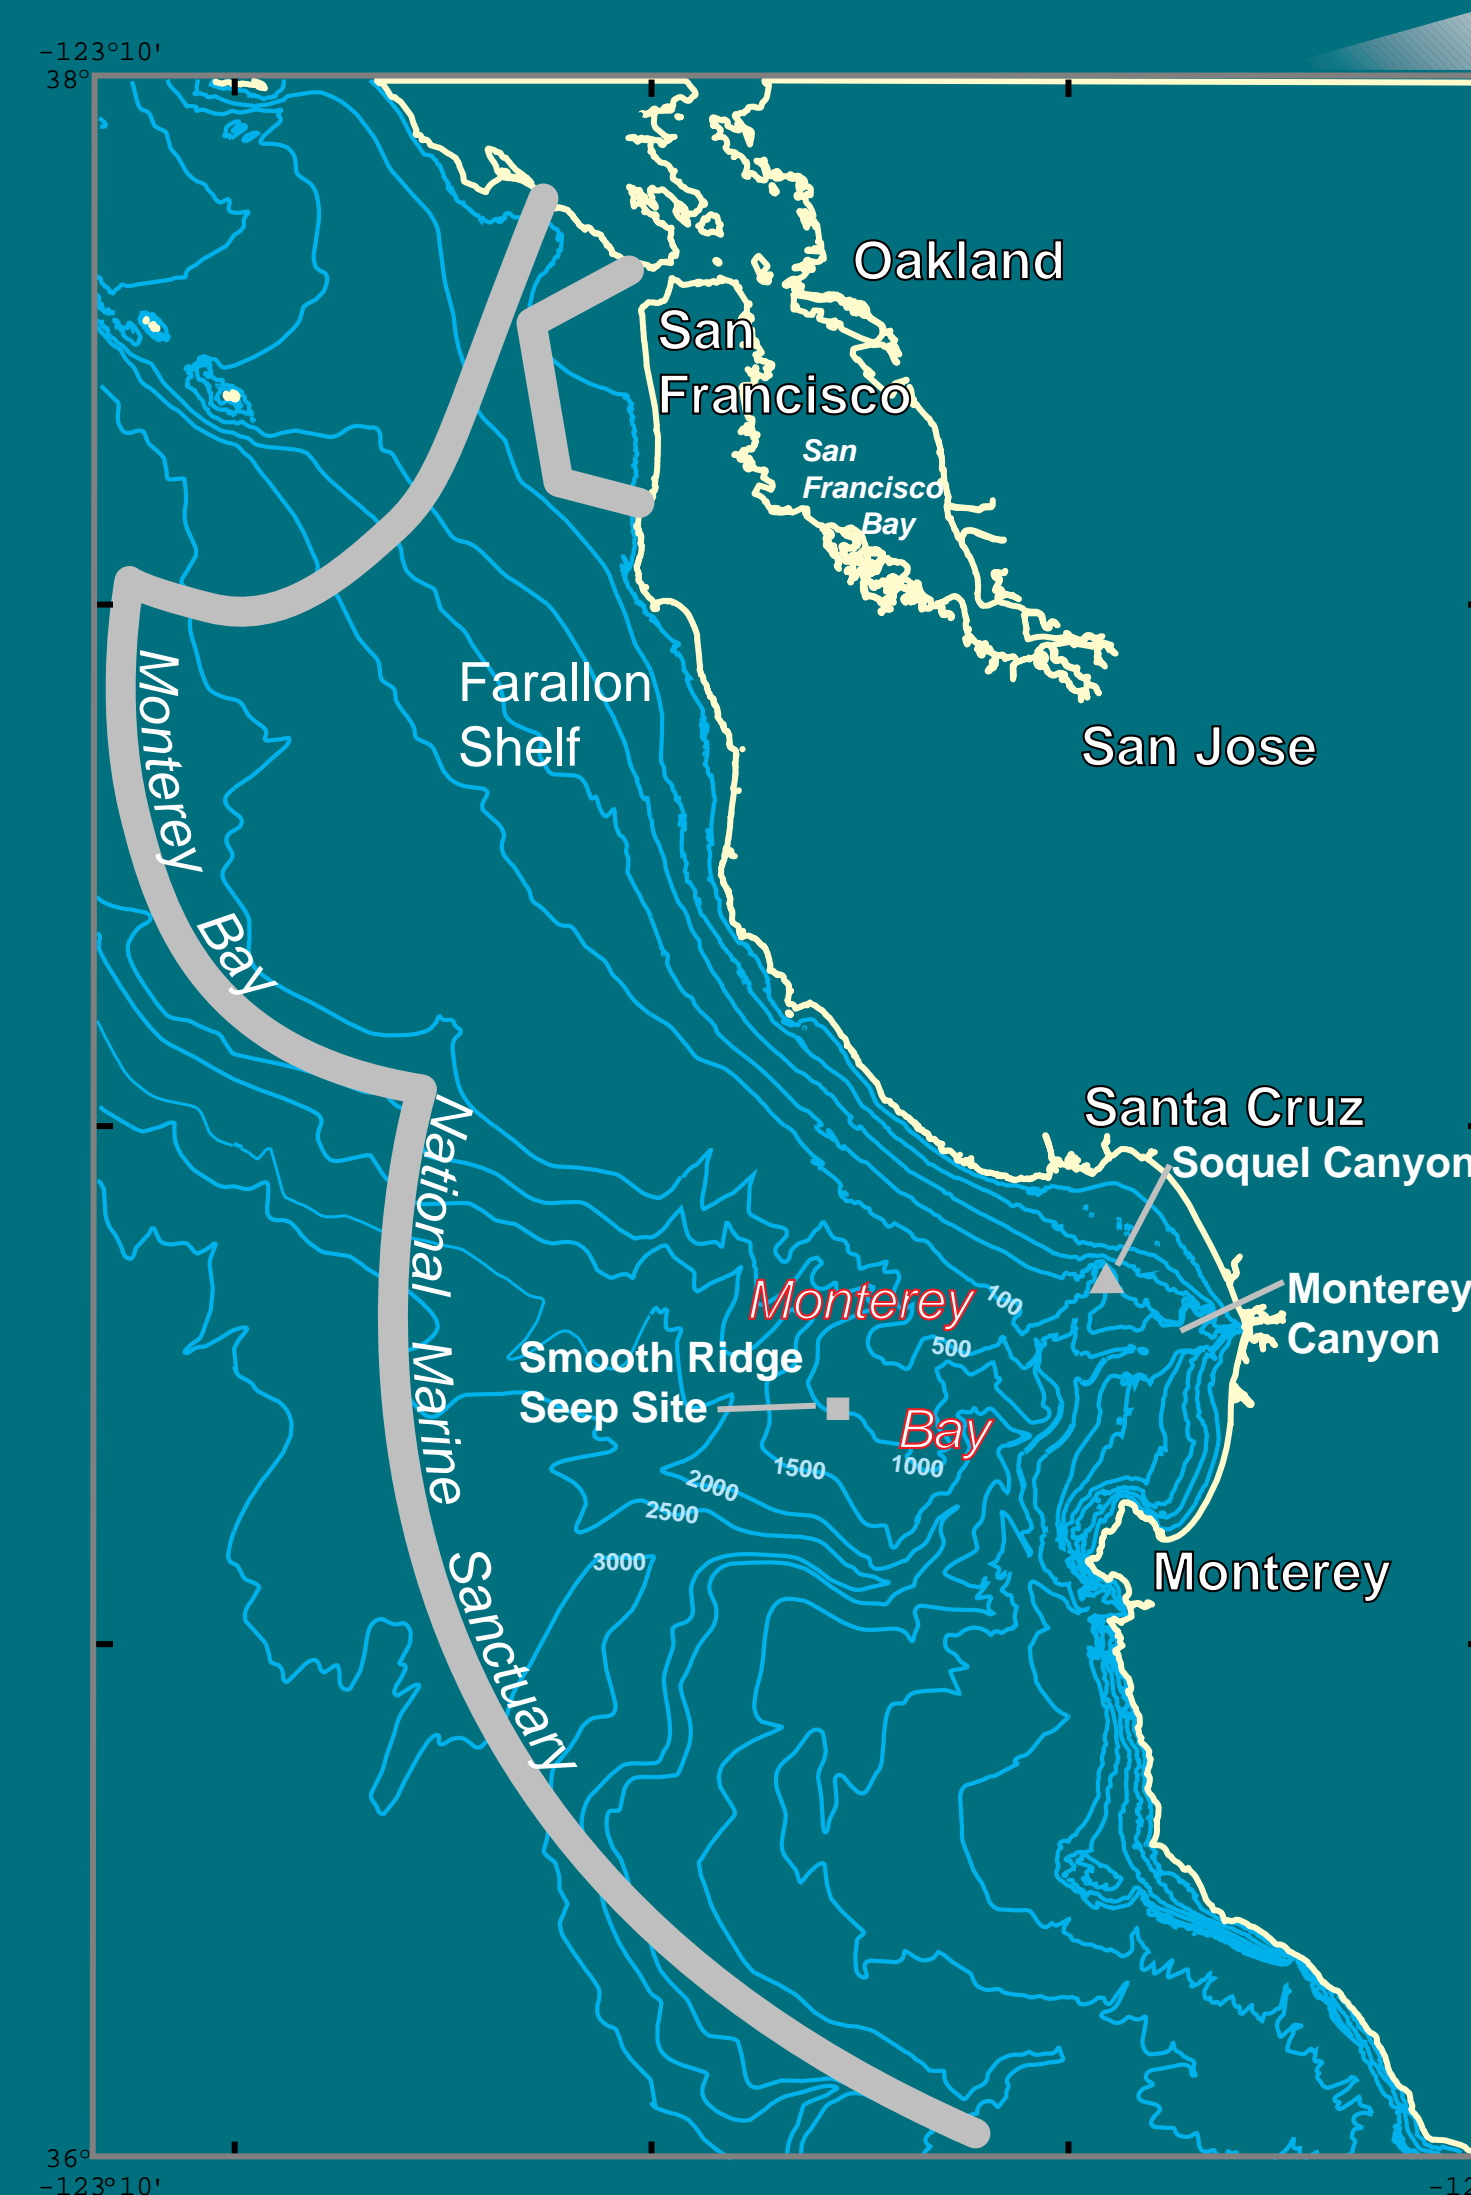 -123°10'
38°
Oakland
San
Francisco
San
Francisco
Bay
Farallon
Shelf
San Jose
Monterey Bay National Marine Sanctuary
Santa Cruz
Soquel Canyon
Monterey
100
Monterey
Canyon
500
Smooth Ridge
Seep Site
Bay
1500
1000
2000
2500
3000
Monterey
36°
-123°10'
-12